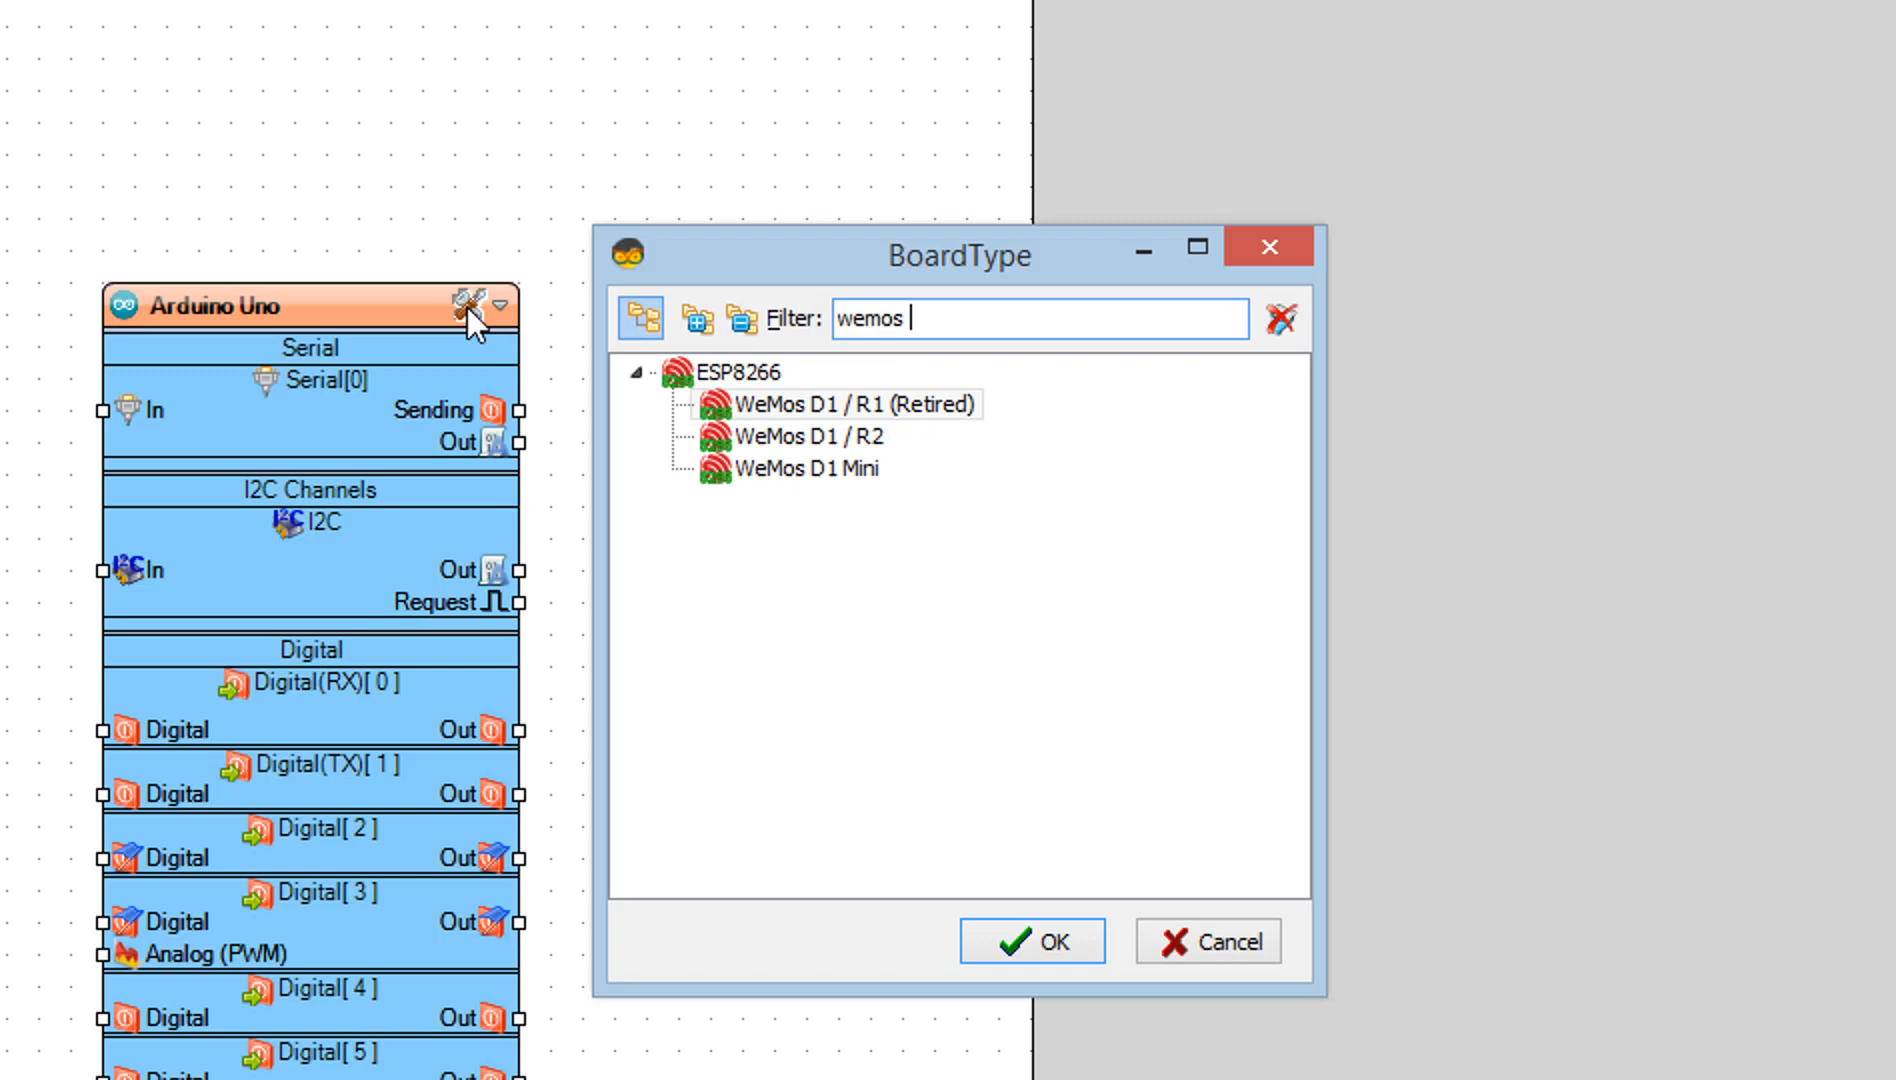 Arduino Uno
Serial
Serial[0]
In
Sending
Out
I2C Channels
I2C
I2C
In
Out
Request
Digital
Digital(RX)[ 0 ]
Digital
Out
Digital(TX)[ 1 ]
Digital
Out
Digital[ 2 ]
Digital
Out
Digital[ 3 ]
Digital
Out
Analog (PWM)
Digital[ 4 ]
Digital
Out
Digital[ 5 ]
Digital
Out
BoardType
Filter: wemos
ESP8266
WeMos D1 / R1 (Retired)
WeMos D1 / R2
WeMos D1 Mini
OK
Cancel